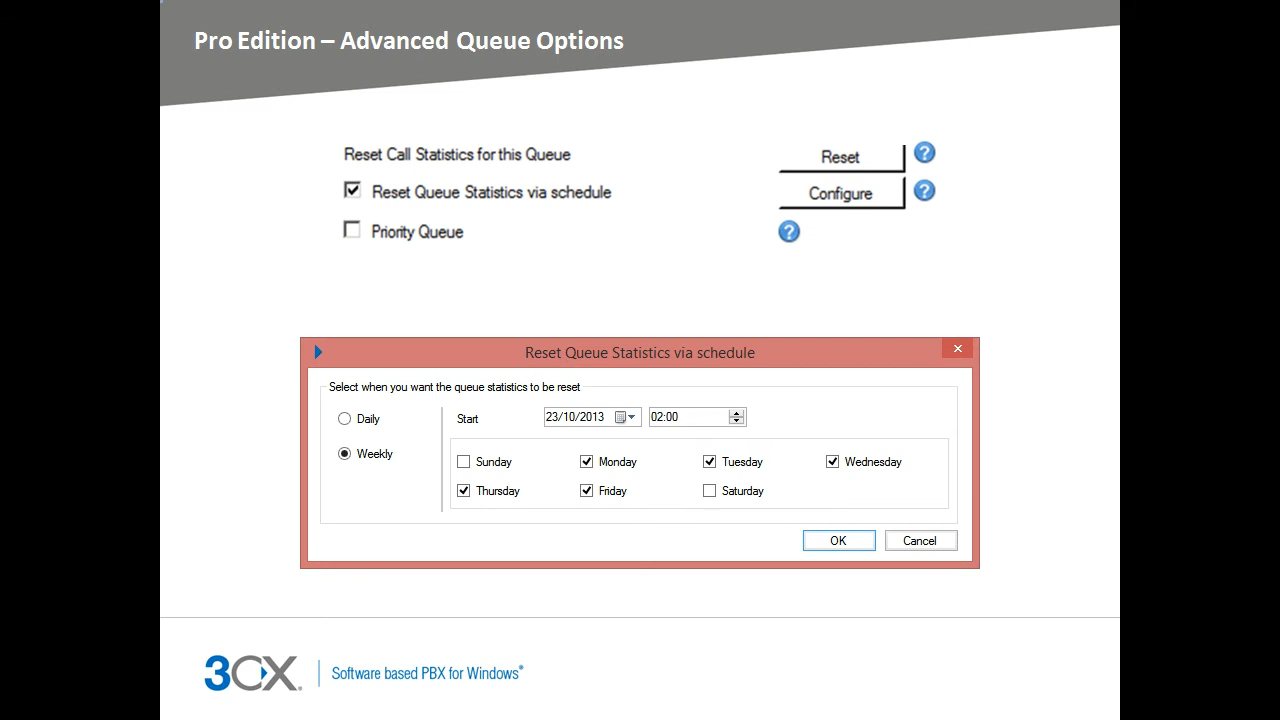 Pro Edition – Advanced Queue Options
Reset Call Statistics for this Queue Reset ?
Reset Queue Statistics via schedule Configure ?
Priority Queue ?
Reset Queue Statistics via schedule
Select when you want the queue statistics to be reset
Daily Start 23/10/2013 02:00
Weekly
Sunday Monday Tuesday Wednesday
Thursday Friday Saturday
OK Cancel
3CX® Software based PBX for Windows®